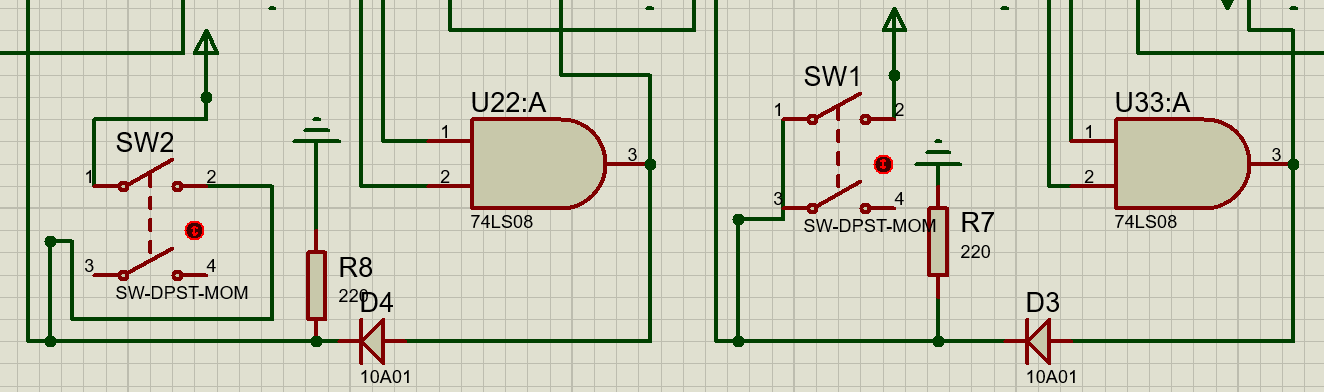 SW2
1
2
3
4
SW-DPST-MOM
R8
220
D4
10A01
U22:A
1
2
3
74LS08
SW1
1
2
3
4
SW-DPST-MOM
R7
220
D3
10A01
U33:A
1
2
3
74LS08